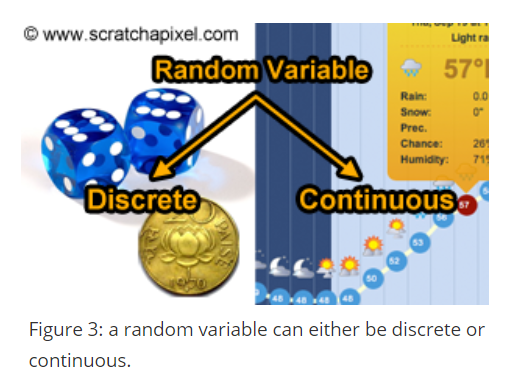 © www.scratchapixel.com
Random Variable
Discrete
Continuous
Light ra
57°
Rain: 0.0
Snow: 0"
Prec.
Chance: 26
Humidity: 71
PAISE
1970
57
56
53
52
50
48 48 48 48
Figure 3: a random variable can either be discrete or
continuous.